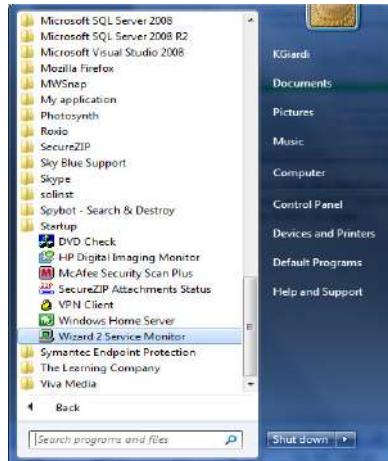 Microsoft SQL Server 2008
Microsoft SQL Server 2008 R2
Microsoft Visual Studio 2008
Mozilla Firefox
MWSnap
My application
Photosynth
Roxio
SecureZIP
Sky Blue Support
Skype
solinst
Spybot - Search & Destroy
Startup
DVD Check
HP Digital Imaging Monitor
McAfee Security Scan Plus
SecureZIP Attachments Status
VPN Client
Windows Home Server
Wizard 2 Service Monitor
Symantec Endpoint Protection
The Learning Company
Viva Media
Back
Search programs and files
KGiardi
Documents
Pictures
Music
Computer
Control Panel
Devices and Printers
Default Programs
Help and Support
Shut down